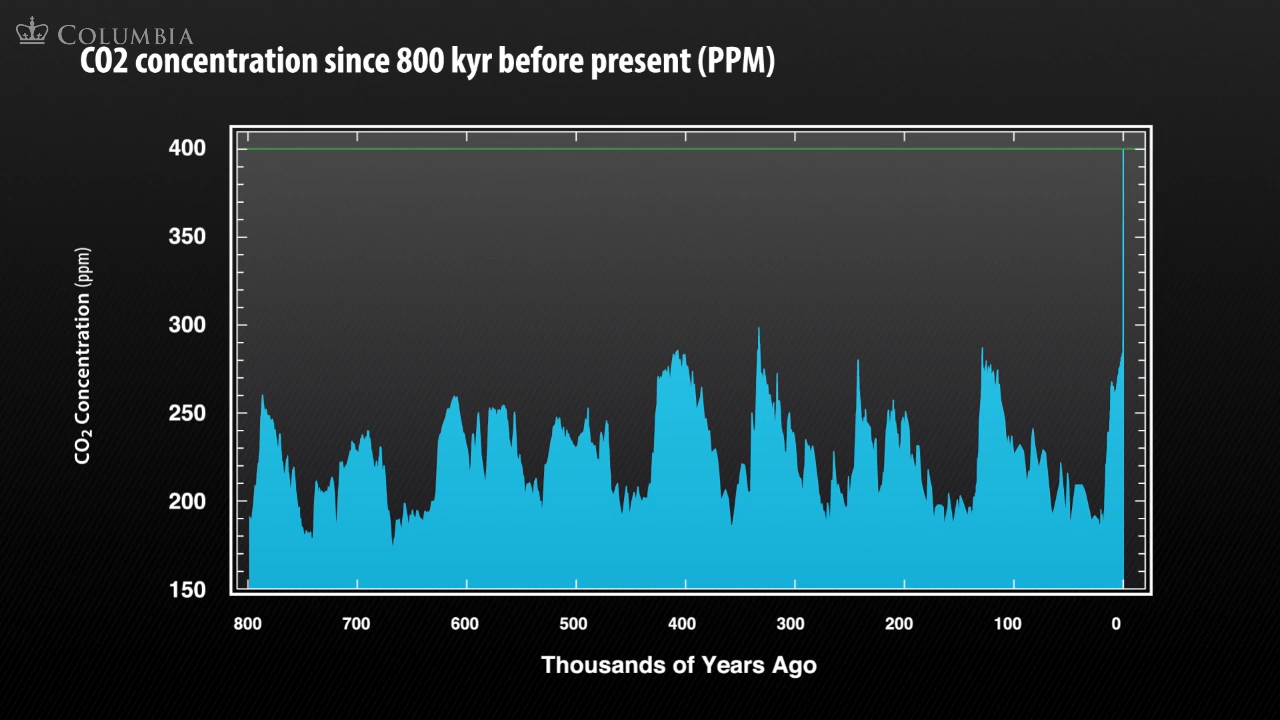 COLUMBIA
CO2 concentration since 800 kyr before present (PPM)
400
350
300
250
200
150
CO₂ Concentration (ppm)
800 700 600 500 400 300 200 100 0
Thousands of Years Ago